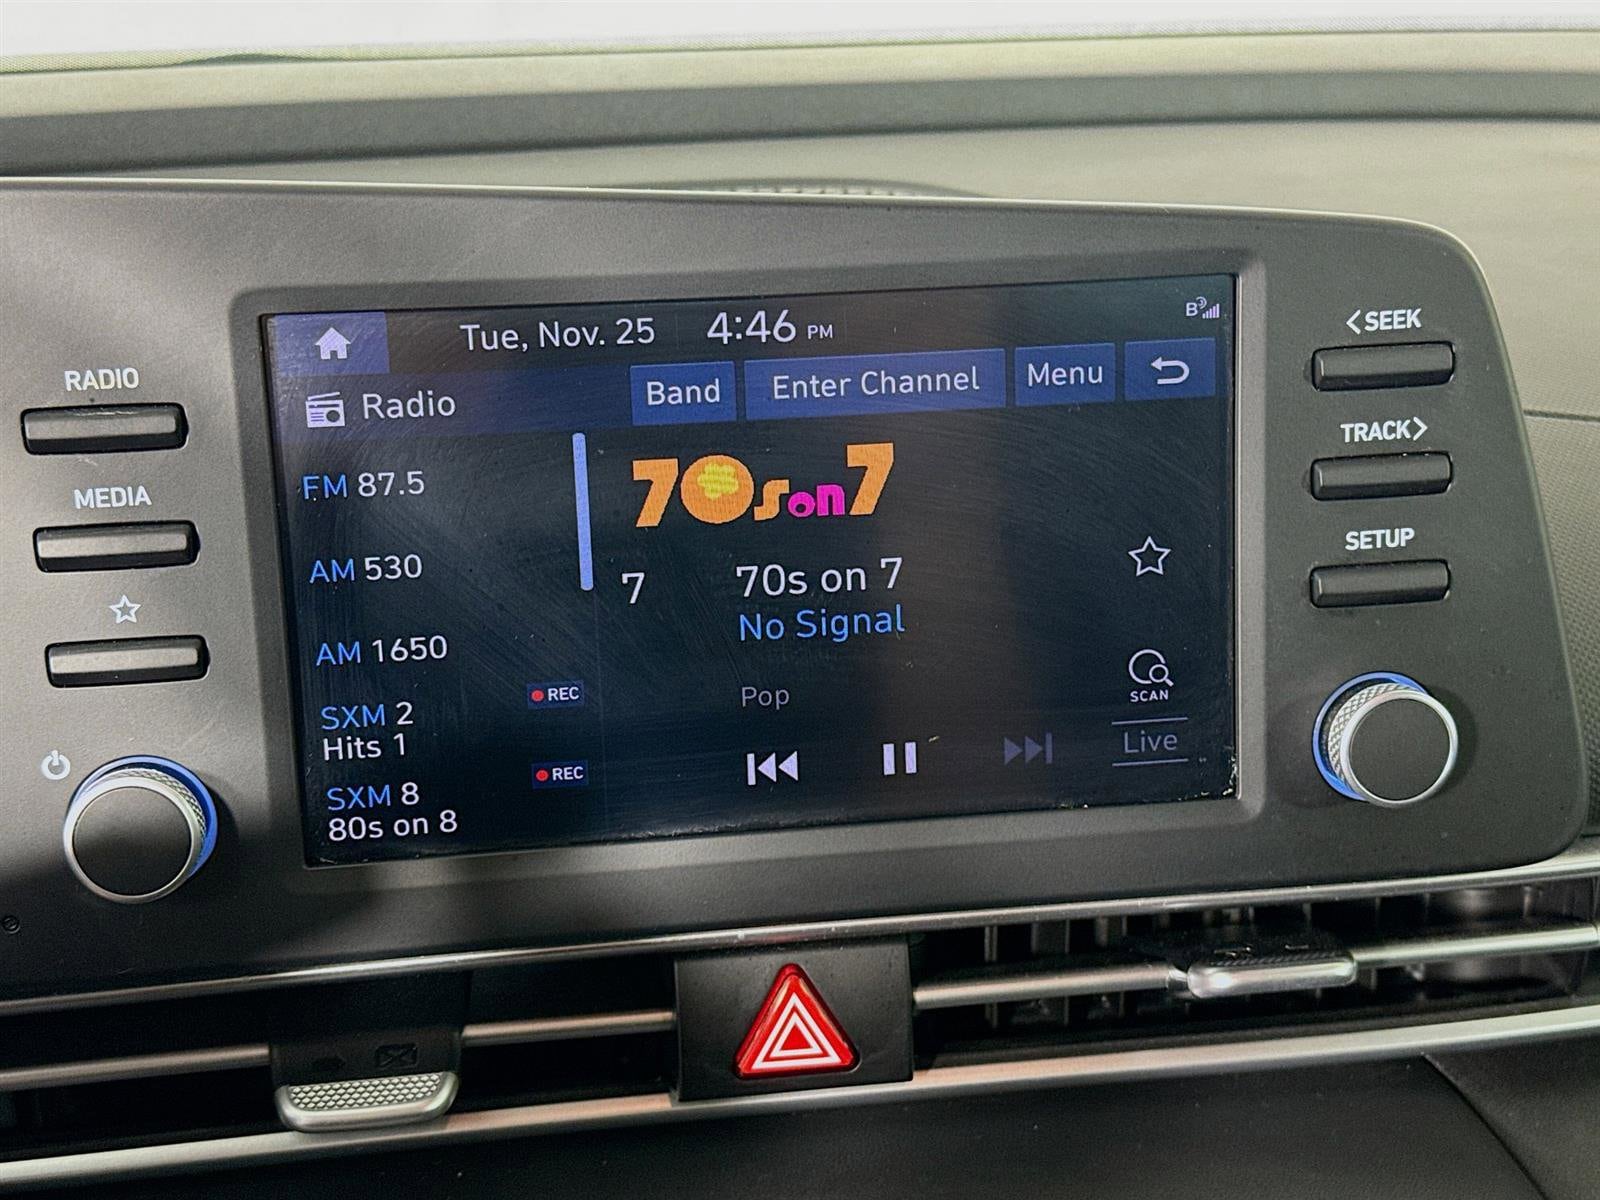 RADIO
MEDIA
Tue, Nov. 25 4:46 PM
B
Radio
Band
Enter Channel
Menu
FM 87.5
AM 530
AM 1650
SXM 2
Hits 1
REC
SXM 8
80s on 8
REC
70s on 7
7 70s on 7
No Signal
Pop
SCAN
Live
<SEEK
TRACK>
SETUP